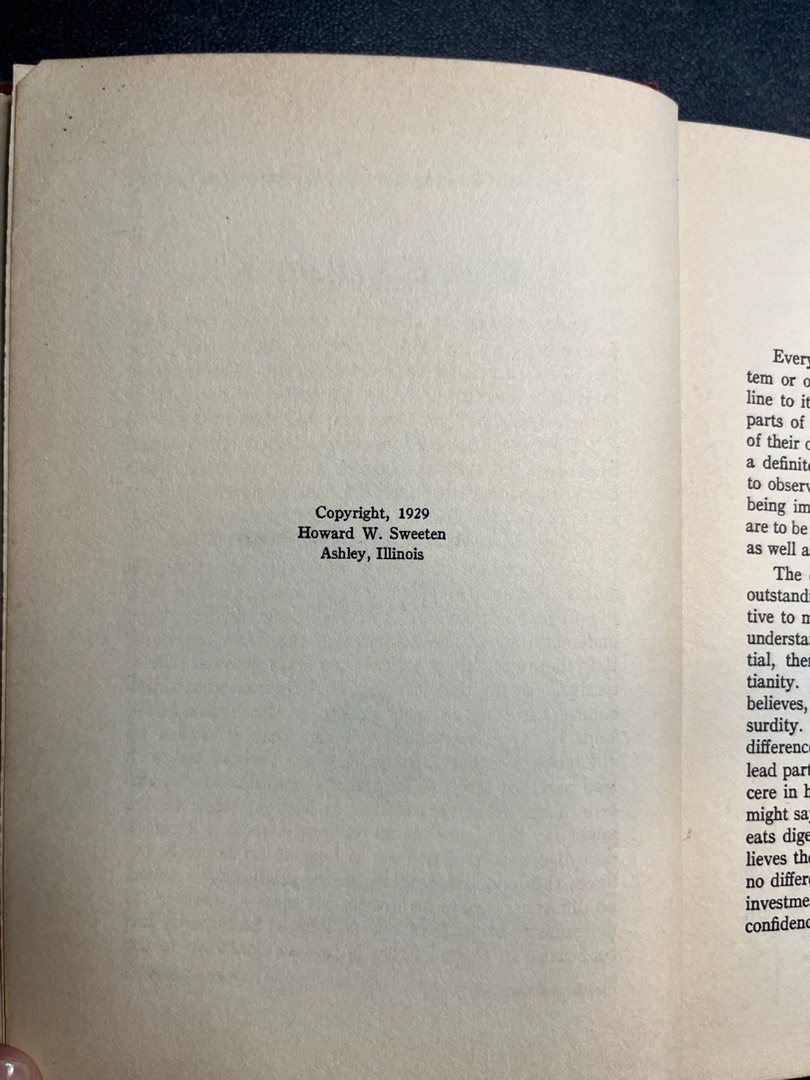 Copyright, 1929
Howard W. Sweeten
Ashley, Illinois
Every
tem or o
line to it
parts of
of their o
a definite
to observ
being im
are to be
as well a
The
outstandi
tive to m
understa
tial, ther
tianity.
believes,
surdity.
differenc
lead part
cere in h
might say
eats dige
lieves the
no differe
investme
confidenc